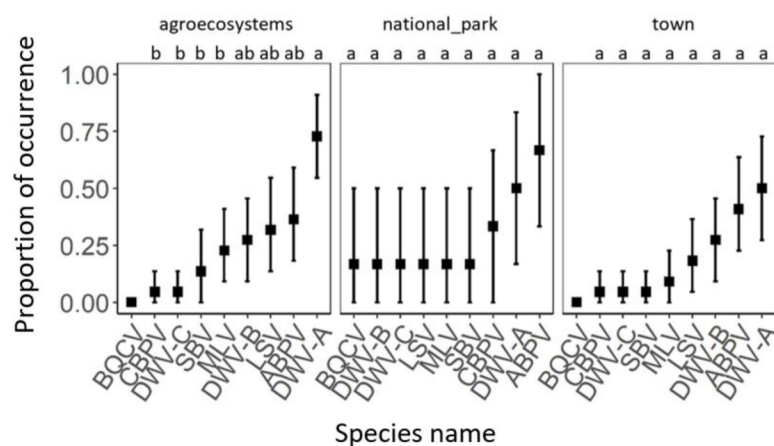 agroecosystems national_park town
b b b b ab ab ab a a a a a a a a a a a a a a a a a a
Proportion of occurrence
1.00
0.75
0.50
0.25
0.00
BQCV CBPV DWV-C SBV MLV DWV-B LSV ABPV DWV-A BQCV DWV-B DWV-C LSV MLV SBV CBPV DWV-A ABPV BQCV CBPV DWV-C SBV MLV LSV DWV-B ABPV DWV-A
Species name